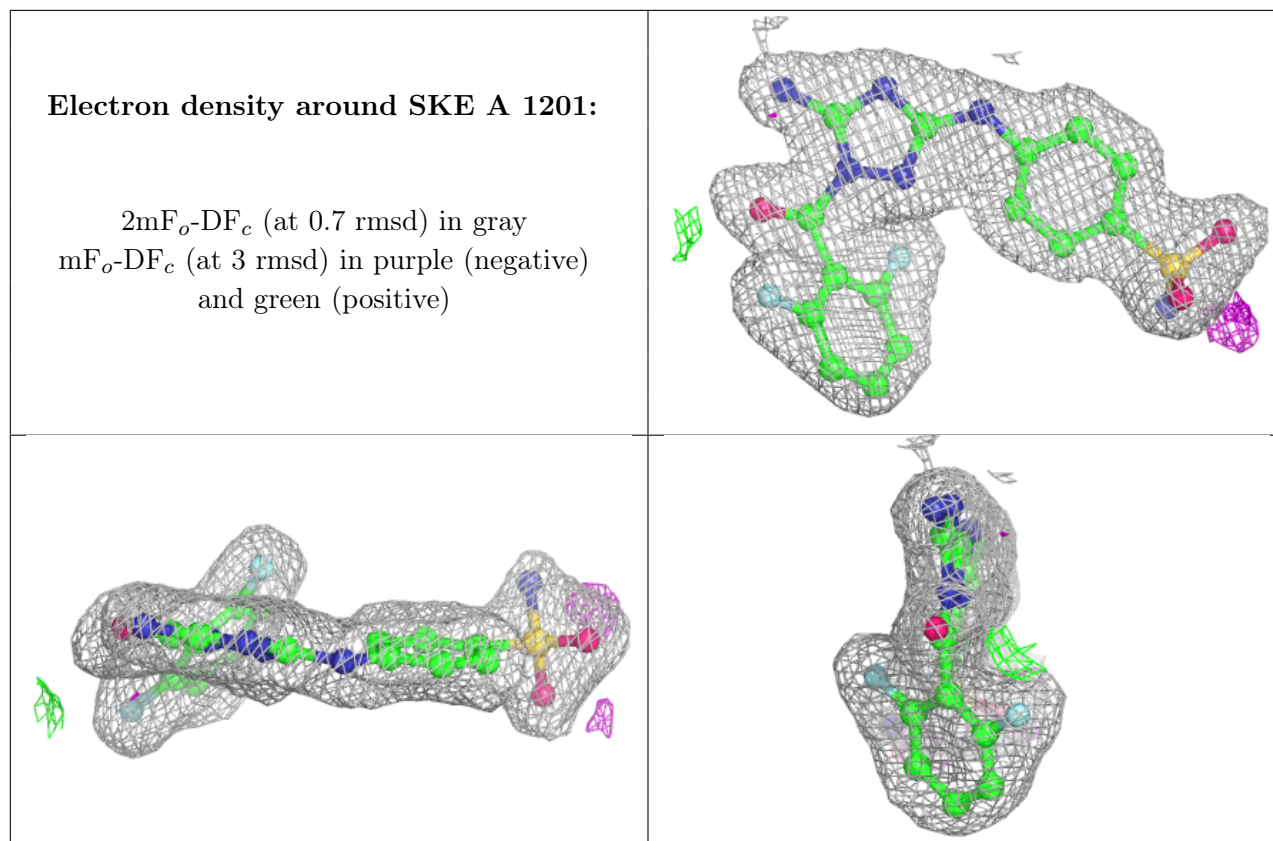 Electron density around SKE A 1201:
2mFo-DFc (at 0.7 rmsd) in gray
mFo-DFc (at 3 rmsd) in purple (negative)
and green (positive)